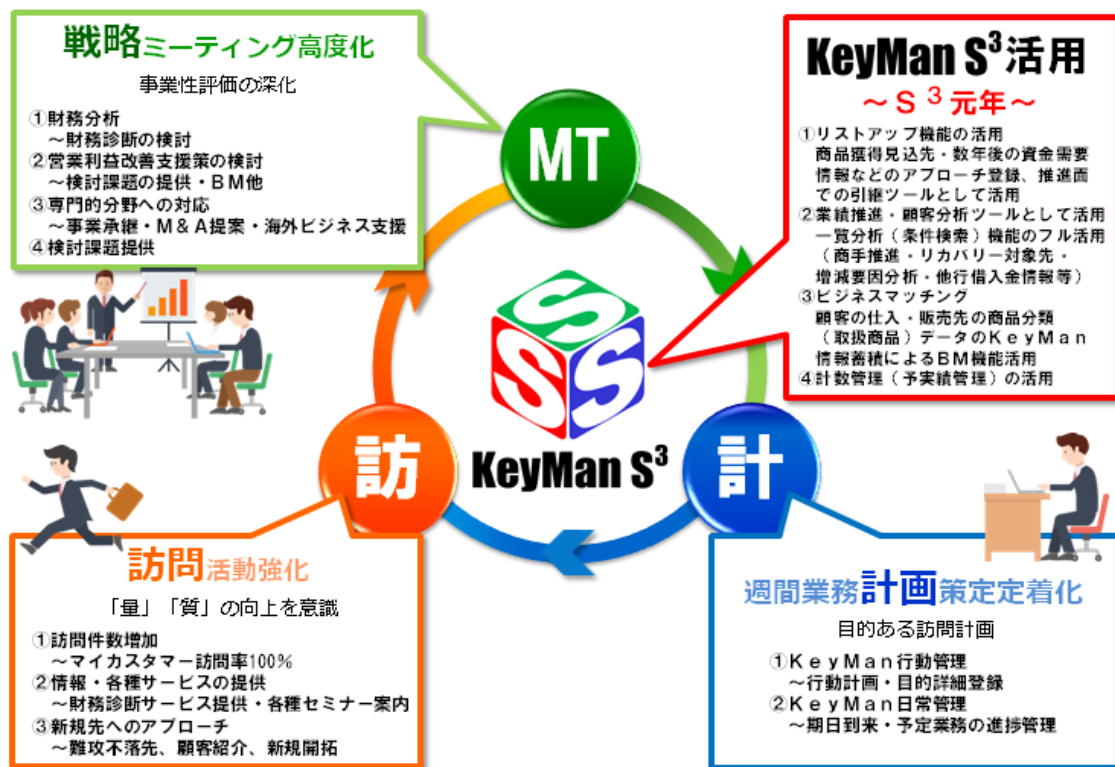 戦略ミーティング高度化
事業性評価の深化
①財務分析
～財務診断の検討
②営業利益改善支援策の検討
～検討課題の提供・ＢＭ他
③専門的分野への対応
～事業承継・Ｍ＆Ａ提案・海外ビジネス支援
④検討課題提供
MT
KeyMan S³活用
～Ｓ³元年～
①リストアップ機能の活用
商品獲得見込先・数年後の資金需要
情報などのアプローチ登録、推進面
での引継ツールとして活用
②業績推進・顧客分析ツールとして活用
一覧分析（条件検索）機能のフル活用
（商手推進・リカバリー対象先・
増減要因分析・他行借入金情報等）
③ビジネスマッチング
顧客の仕入・販売先の商品分類
（取扱商品）データのＫｅｙＭａｎ
情報蓄積によるＢＭ機能活用
④計数管理（予実績管理）の活用
S
S
S
KeyMan S³
訪
計
訪問活動強化
「量」「質」の向上を意識
①訪問件数増加
～マイカスタマー訪問率100％
②情報・各種サービスの提供
～財務診断サービス提供・各種セミナー案内
③新規先へのアプローチ
～難攻不落先、顧客紹介、新規開拓
週間業務計画策定定着化
目的ある訪問計画
①ＫｅｙＭａｎ行動管理
～行動計画・目的詳細登録
②ＫｅｙＭａｎ日常管理
～期日到来・予定業務の進捗管理